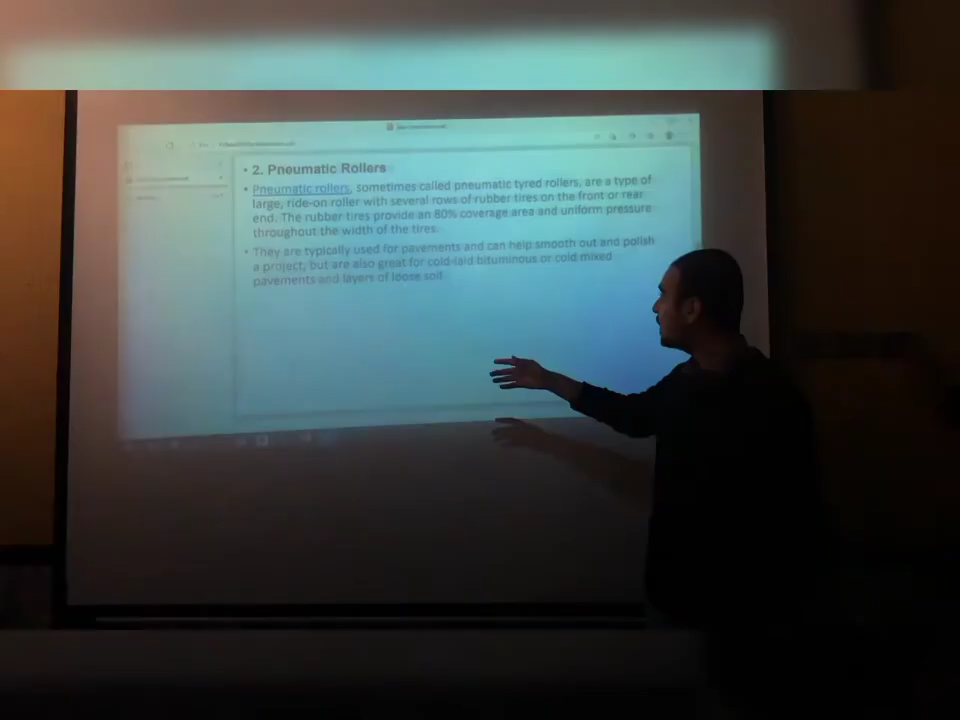 • 2. Pneumatic Rollers
• Pneumatic rollers, sometimes called pneumatic tyred rollers, are a type of
large, ride-on roller with several rows of rubber tires on the front or rear
end. The rubber tires provide an 80% coverage area and uniform pressure
throughout the width of the tires.
• They are typically used for pavements and can help smooth out and polish
a project, but are also great for cold-laid bituminous or cold mixed
pavements and layers of loose soil